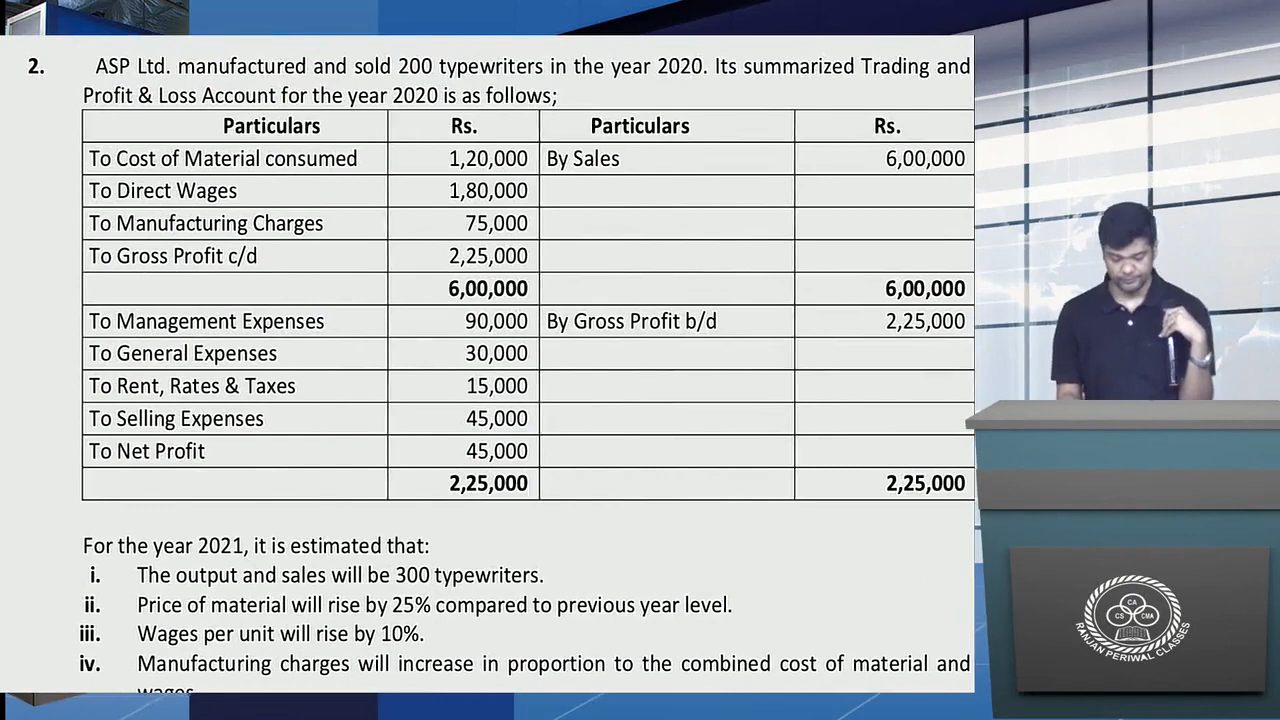 2. ASP Ltd. manufactured and sold 200 typewriters in the year 2020. Its summarized Trading and
Profit & Loss Account for the year 2020 is as follows;
Particulars Rs. Particulars Rs.
To Cost of Material consumed 1,20,000 By Sales 6,00,000
To Direct Wages 1,80,000
To Manufacturing Charges 75,000
To Gross Profit c/d 2,25,000
6,00,000 6,00,000
To Management Expenses 90,000 By Gross Profit b/d 2,25,000
To General Expenses 30,000
To Rent, Rates & Taxes 15,000
To Selling Expenses 45,000
To Net Profit 45,000
2,25,000 2,25,000
For the year 2021, it is estimated that:
i. The output and sales will be 300 typewriters.
ii. Price of material will rise by 25% compared to previous year level.
iii. Wages per unit will rise by 10%.
iv. Manufacturing charges will increase in proportion to the combined cost of material and
wages
CA
CS CMA
RANJAN PERIWAL CLASSES